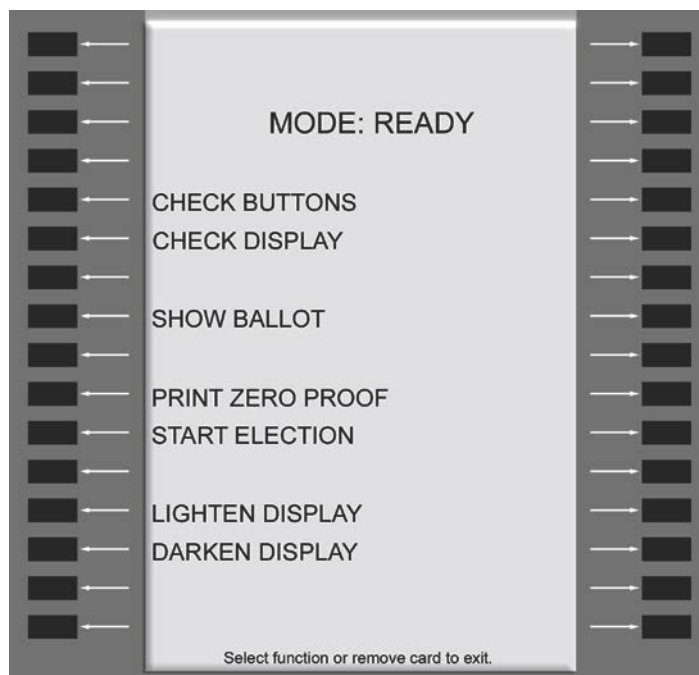 MODE: READY
CHECK BUTTONS
CHECK DISPLAY
SHOW BALLOT
PRINT ZERO PROOF
START ELECTION
LIGHTEN DISPLAY
DARKEN DISPLAY
Select function or remove card to exit.